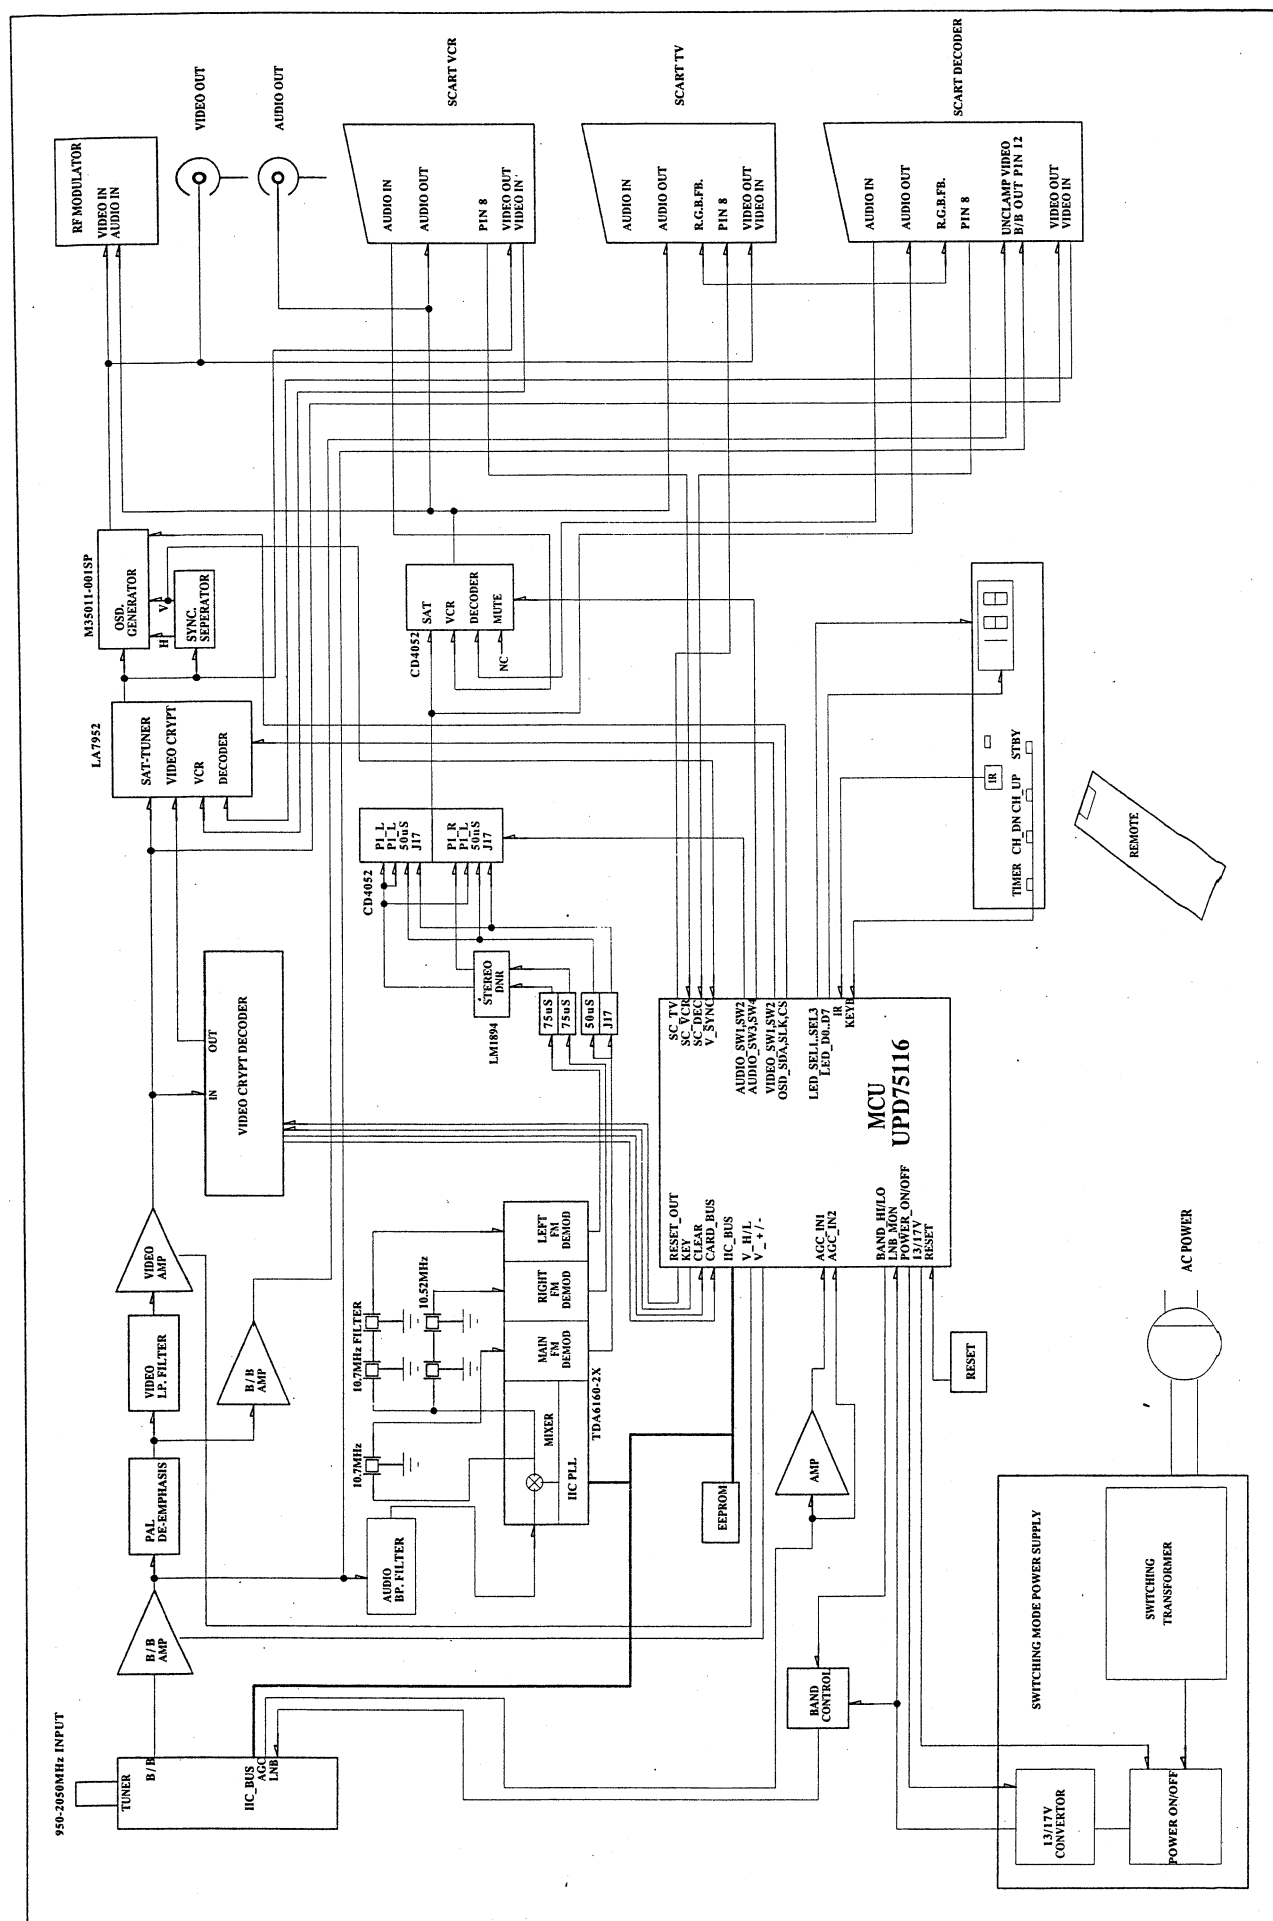 950-2050MHz INPUT
TUNER
B/B
IIC_BUS
AGC
LNB
B/B
AMP
PAL
DE-EMPHASIS
VIDEO
LP. FILTER
VIDEO
AMP
B/B
AMP
VIDEO CRYPT DECODER
IN
OUT
LA7952
SAT-TUNER
VIDEO CRYPT
VCR
DECODER
M35011-001SP
OSD.
GENERATOR
H
V
SYNC.
SEPERATOR
RF MODULATOR
VIDEO IN
AUDIO IN
VIDEO OUT
AUDIO OUT
SCART VCR
AUDIO IN
AUDIO OUT
PIN 8
VIDEO OUT
VIDEO IN
SCART TV
AUDIO IN
AUDIO OUT
R.G.B.FB.
PIN 8
VIDEO OUT
VIDEO IN
SCART DECODER
AUDIO IN
AUDIO OUT
R.G.B.FB.
PIN 8
UNCLAMP VIDEO
B/B OUT PIN 12
VIDEO OUT
VIDEO IN
AUDIO
BP. FILTER
10.7MHz
10.7MHz FILTER
10.52MHz
MIXER
IIC PLL
MAIN
FM
DEMOD
RIGHT
FM
DEMOD
LEFT
FM
DEMOD
TDA6160-2X
LM1894
STEREO
DNR
75uS
75uS
50uS
J17
CD4052
P1_L
P1_L
50uS
J17
P1_R
P1_L
50uS
J17
CD4052
SAT
VCR
DECODER
MUTE
NC
EEPROM
AMP
BAND
CONTROL
RESET
RESET_OUT
KEY
CLEAR
CARD_BUS
IIC_BUS
V_H/L
V_+/-
AGC_IN1
AGC_IN2
BAND_HI/LO
LNB_MON
POWER_ON/OFF
13/17V
RESET
MCU
UPD75116
SC_TV
SC_VCR
SC_DEC
V_SYNC
AUDIO_SW1,SW2
AUDIO_SW3,SW4
VIDEO_SW1,SW2
OSD_SDA,SLK,CS
LED_SEL1..SEL3
LED_D0..D7
IR
KEYB
TIMER
CH_DN
CH_UP
STBY
IR
REMOTE
SWITCHING MODE POWER SUPPLY
13/17V
CONVERTOR
POWER ON/OFF
SWITCHING
TRANSFORMER
AC POWER